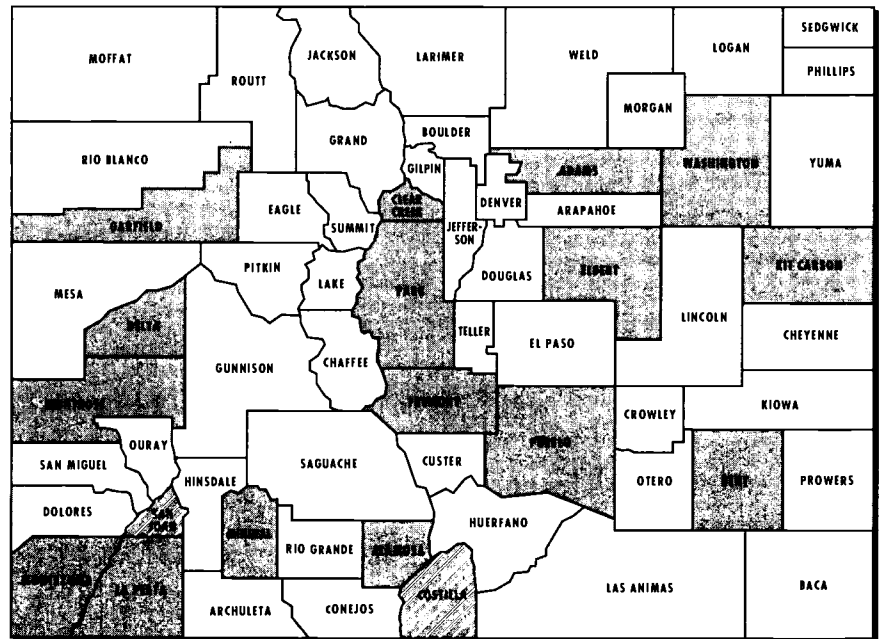 SEDGWICK
MOFFAT
JACKSON
LARIMER
WELD
LOGAN
PHILLIPS
ROUTT
MORGAN
GRAND
BOULDER
RIO BLANCO
GILPIN
ADAMS
WASHINGTON
YUMA
CLEAR
CREEK
DENVER
EAGLE
ARAPAHOE
GARFIELD
SUMMIT
JEFFER-
SON
PITKIN
DOUGLAS
ELBERT
KIT CARSON
MESA
LAKE
PARK
LINCOLN
DELTA
TELLER
EL PASO
CHEYENNE
CHAFFEE
GUNNISON
MONTROSE
FREMONT
CROWLEY
KIOWA
OURAY
PUEBLO
SAN MIGUEL
SAGUACHE
CUSTER
HINSDALE
OTERO
BENT
PROWERS
DOLORES
SAN
JUAN
HUERFANO
MINERAL
RIO GRANDE
ALAMOSA
MONTEZUMA
LA PLATA
COSTILLA
LAS ANIMAS
BACA
ARCHULETA
CONEJOS